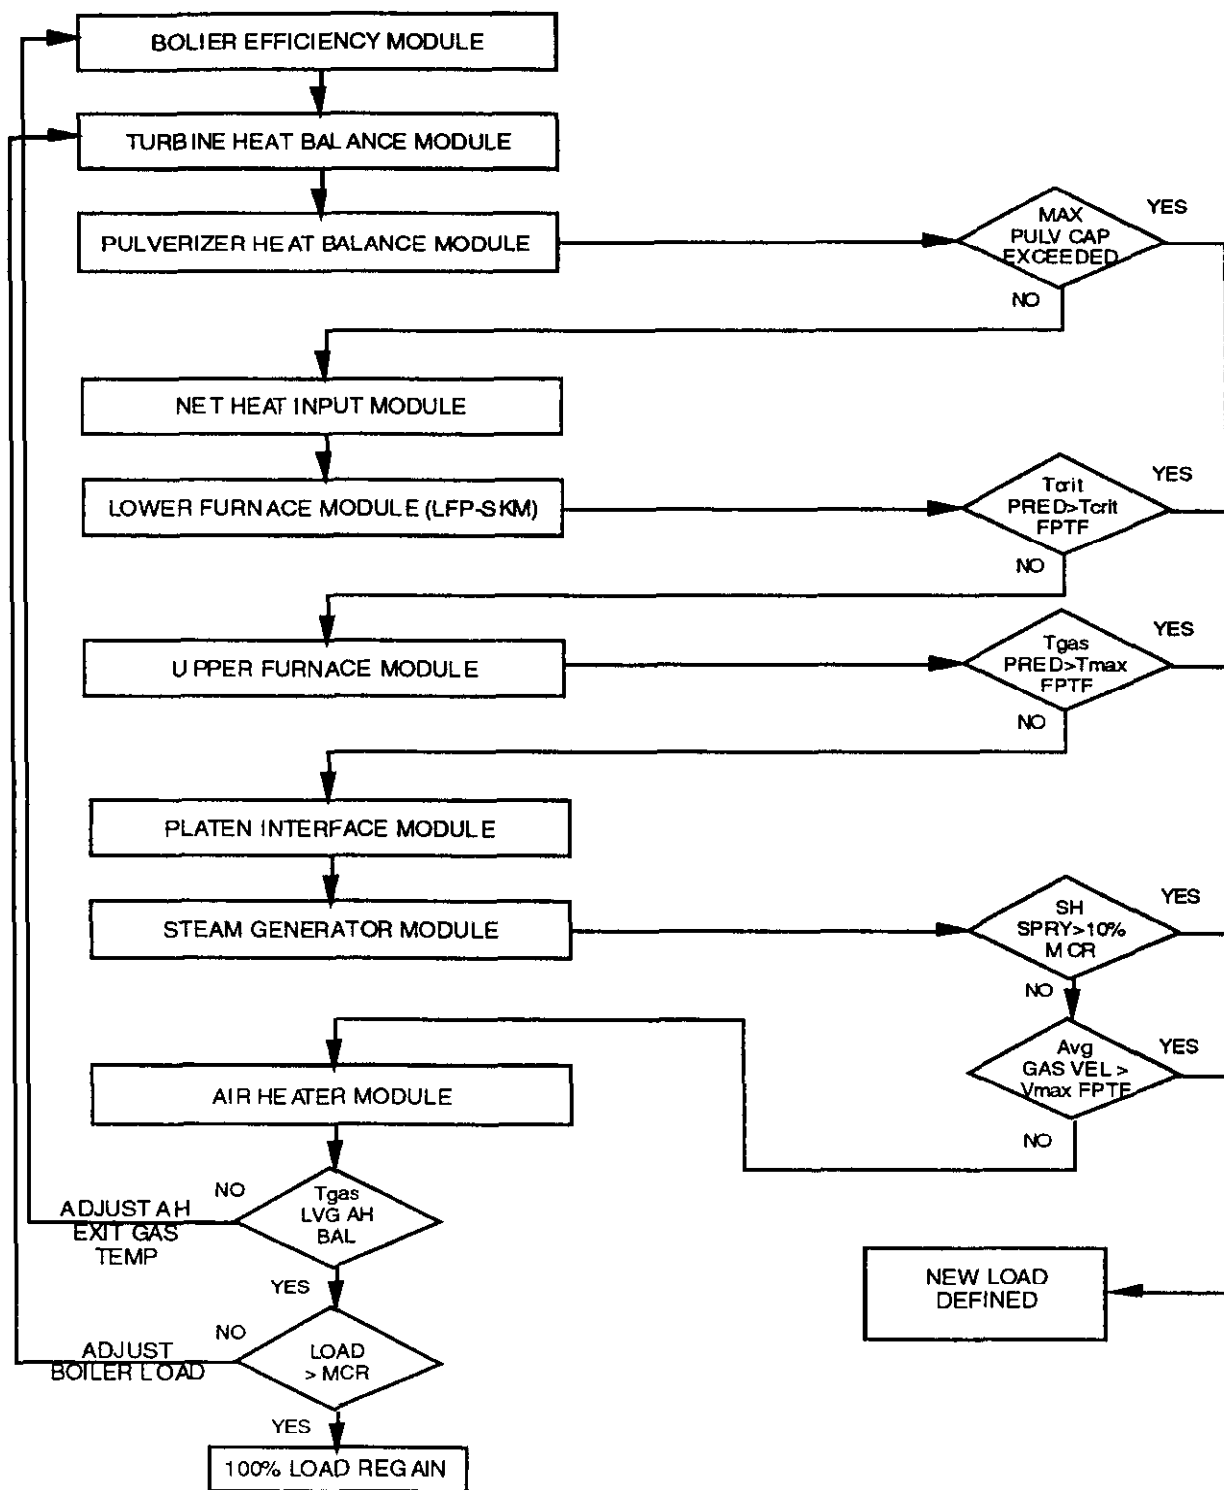 BOLIER EFFICIENCY MODULE
TURBINE HEAT BALANCE MODULE
PULVERIZER HEAT BALANCE MODULE
MAX
PULV CAP
EXCEEDED
YES
NO
NET HEAT INPUT MODULE
LOWER FURNACE MODULE (LFP-SKM)
Tcrit
PRED>Tcrit
FPTF
YES
NO
UPPER FURNACE MODULE
Tgas
PRED>Tmax
FPTF
YES
NO
PLATEN INTERFACE MODULE
STEAM GENERATOR MODULE
SH
SPRY>10%
MCR
YES
NO
Avg
GAS VEL >
Vmax FPTF
YES
NO
AIR HEATER MODULE
Tgas
LVG AH
BAL
NO
ADJUST AH
EXIT GAS
TEMP
YES
LOAD
> MCR
NO
ADJUST
BOILER LOAD
YES
100% LOAD REGAIN
NEW LOAD
DEFINED